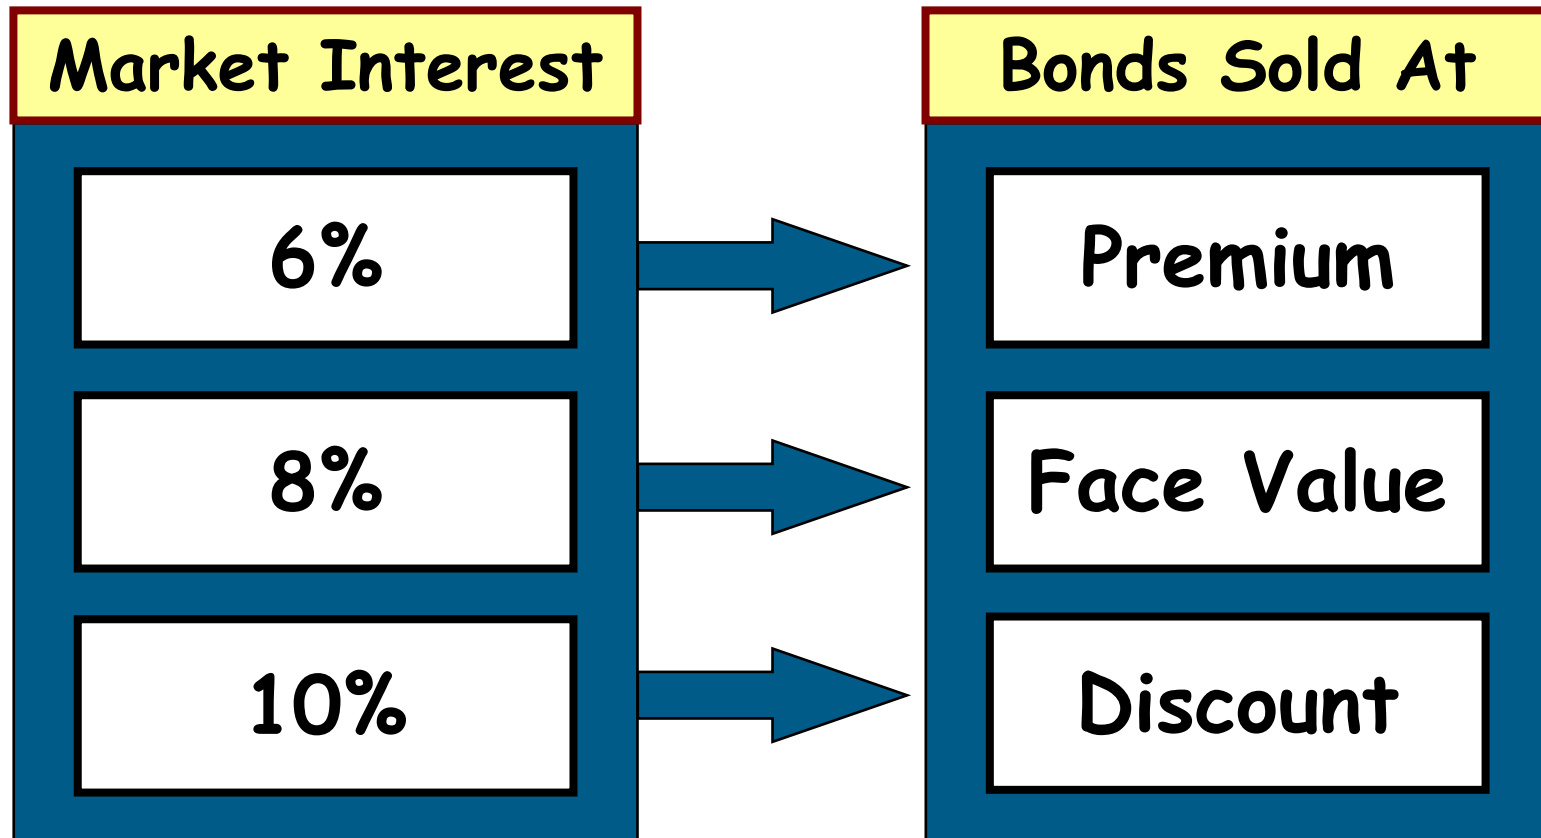 Market Interest
Bonds Sold At
6%
Premium
8%
Face Value
10%
Discount